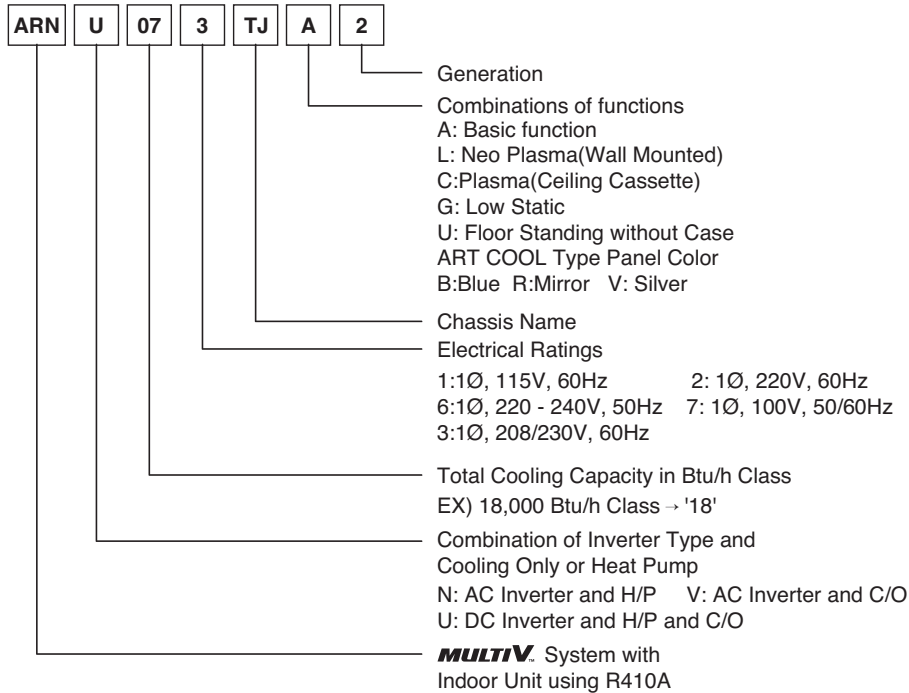 ARN U 07 3 TJ A 2
Generation
Combinations of functions
A: Basic function
L: Neo Plasma(Wall Mounted)
C:Plasma(Ceiling Cassette)
G: Low Static
U: Floor Standing without Case
ART COOL Type Panel Color
B:Blue R:Mirror V: Silver
Chassis Name
Electrical Ratings
1:1Ø, 115V, 60Hz 2: 1Ø, 220V, 60Hz
6:1Ø, 220 - 240V, 50Hz 7: 1Ø, 100V, 50/60Hz
3:1Ø, 208/230V, 60Hz
Total Cooling Capacity in Btu/h Class
EX) 18,000 Btu/h Class → '18'
Combination of Inverter Type and
Cooling Only or Heat Pump
N: AC Inverter and H/P V: AC Inverter and C/O
U: DC Inverter and H/P and C/O
MULTI V™ System with
Indoor Unit using R410A